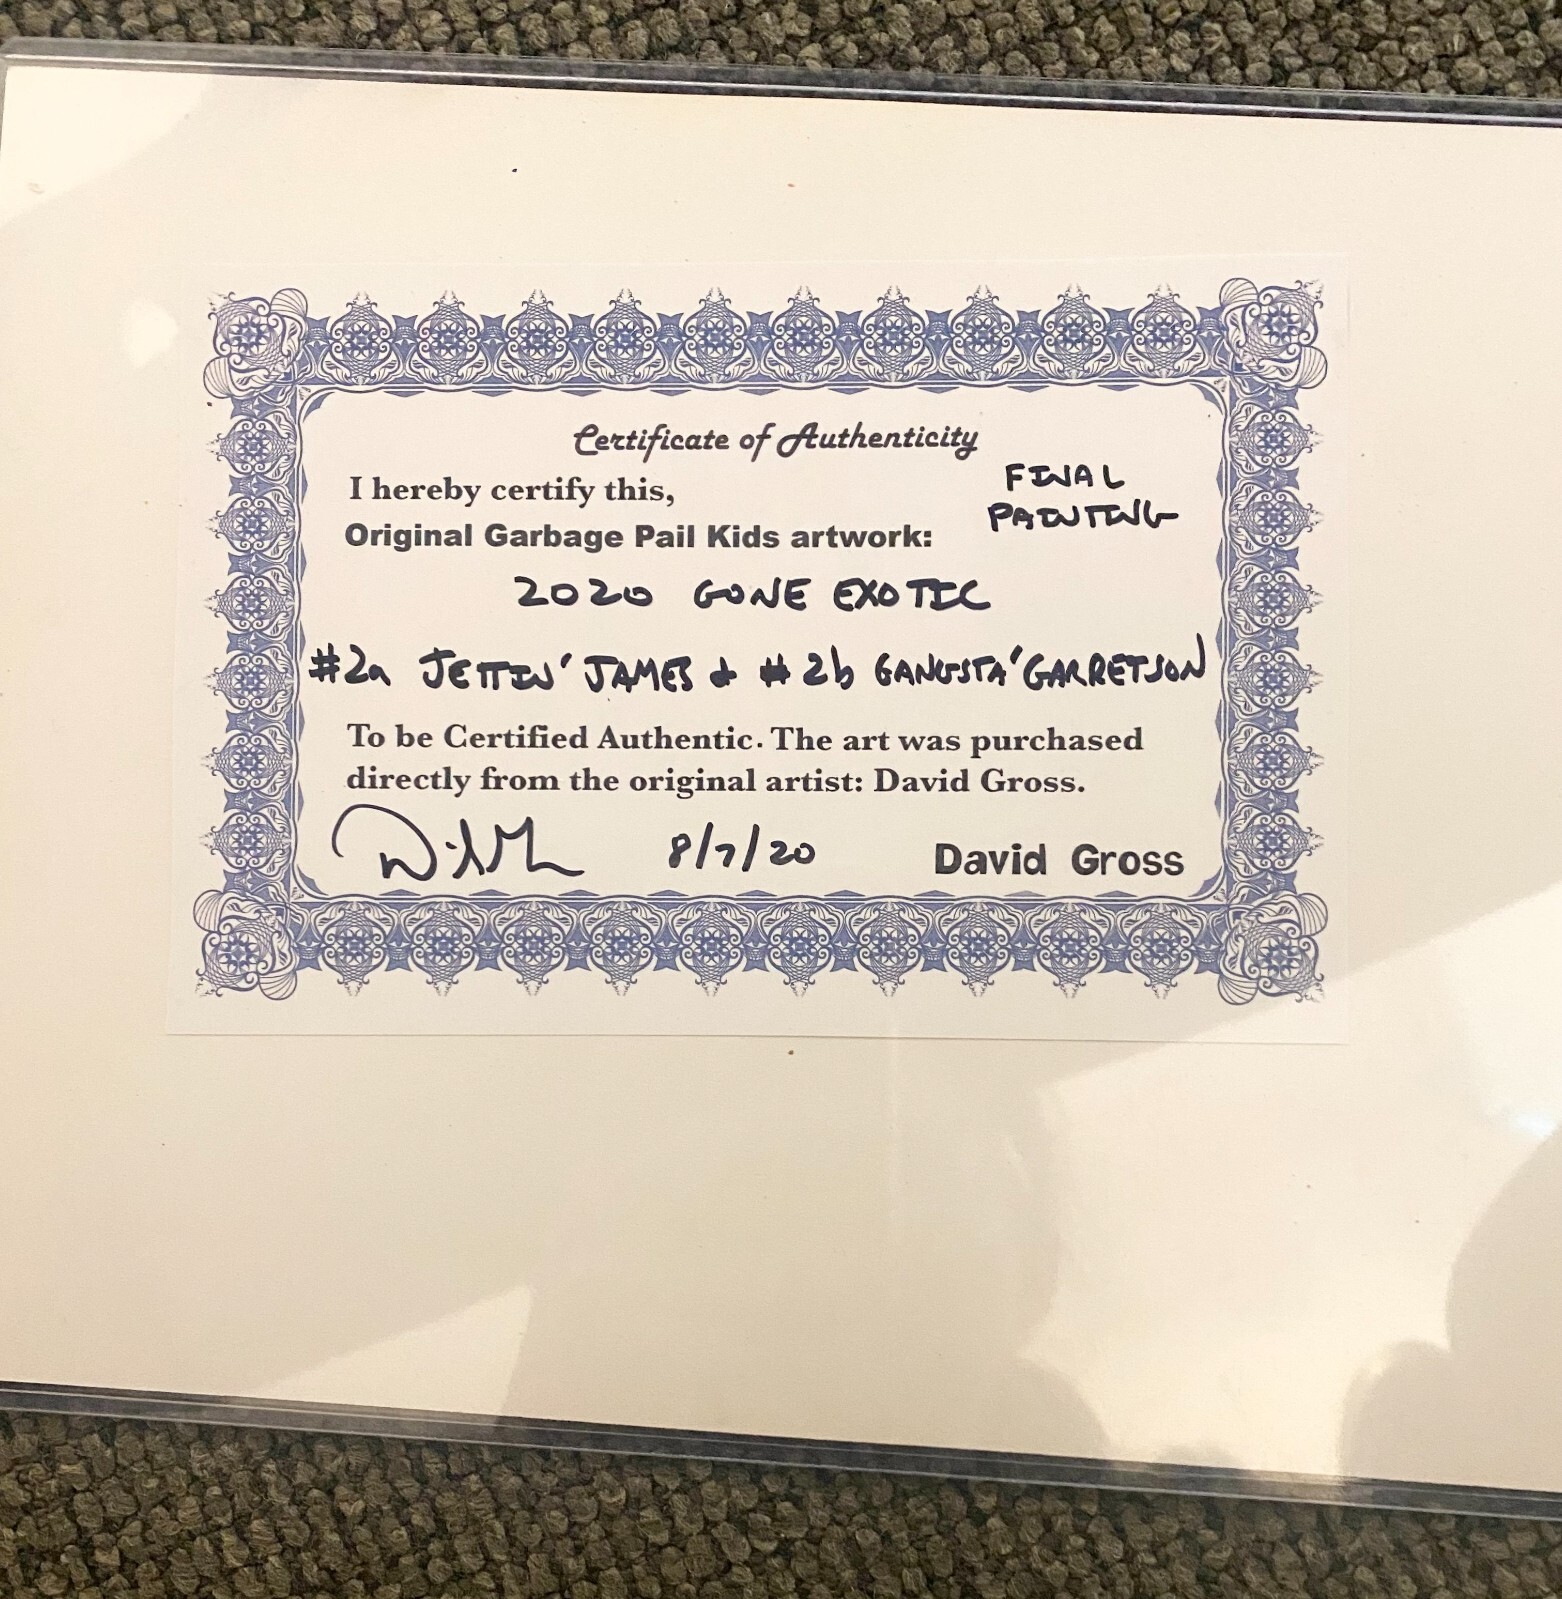 Certificate of Authenticity
I hereby certify this,
FINAL
PAINTING
Original Garbage Pail Kids artwork:
2020 GONE EXOTIC
#2a JETTIN' JAMES & #2b GANGSTA' GARRETSON
To be Certified Authentic. The art was purchased
directly from the original artist: David Gross.
8/7/20 David Gross